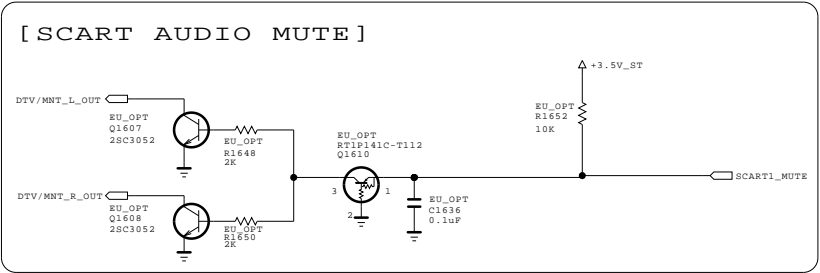 [SCART AUDIO MUTE]
+3.5V_ST
DTV/MNT_L_OUT
EU_OPT
Q1607
2SC3052
EU_OPT
R1648
2K
EU_OPT
RT1P141C-T112
Q1610
EU_OPT
R1652
10K
3
1
2
SCART1_MUTE
DTV/MNT_R_OUT
EU_OPT
Q1608
2SC3052
EU_OPT
R1650
2K
EU_OPT
C1636
0.1uF